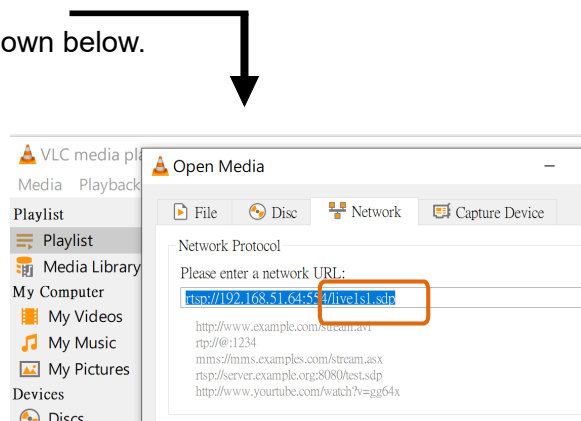 own below.
VLC media pla
Open Media
Media Playback
File
Disc
Network
Capture Device
Playlist
Playlist
Media Library
My Computer
My Videos
My Music
My Pictures
Devices
Discs
Network Protocol
Please enter a network URL:
rtsp://192.168.51.64:554/live1s1.sdp
http://www.example.com/stream.avi
rtp://@:1234
mms://mms.examples.com/stream.asx
rtsp://server.example.org:8080/test.sdp
http://www.yourtube.com/watch?v=gg64x